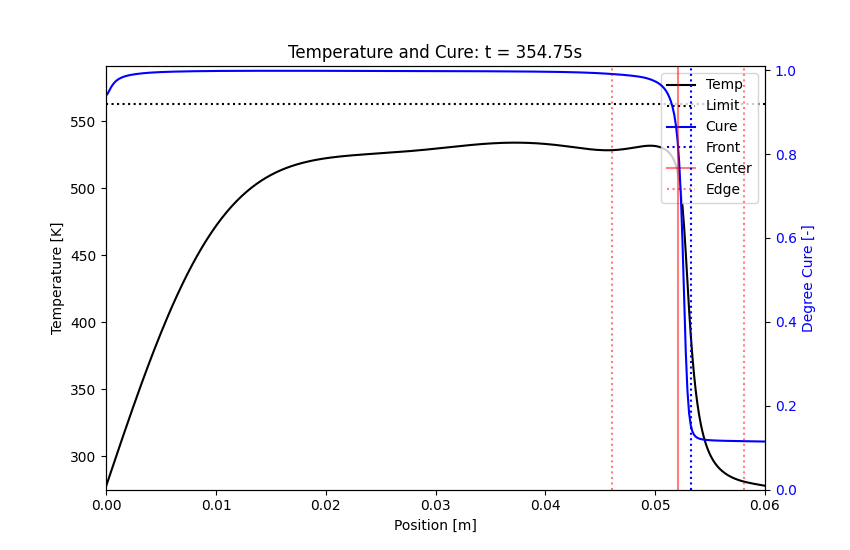 Temperature and Cure: t = 354.75s
Temperature [K]
550
500
450
400
350
300
Temp
Limit
Cure
Front
Center
Edge
1.0
0.8
0.6
0.4
0.2
0.0
Degree Cure [-]
0.00 0.01 0.02 0.03 0.04 0.05 0.06
Position [m]